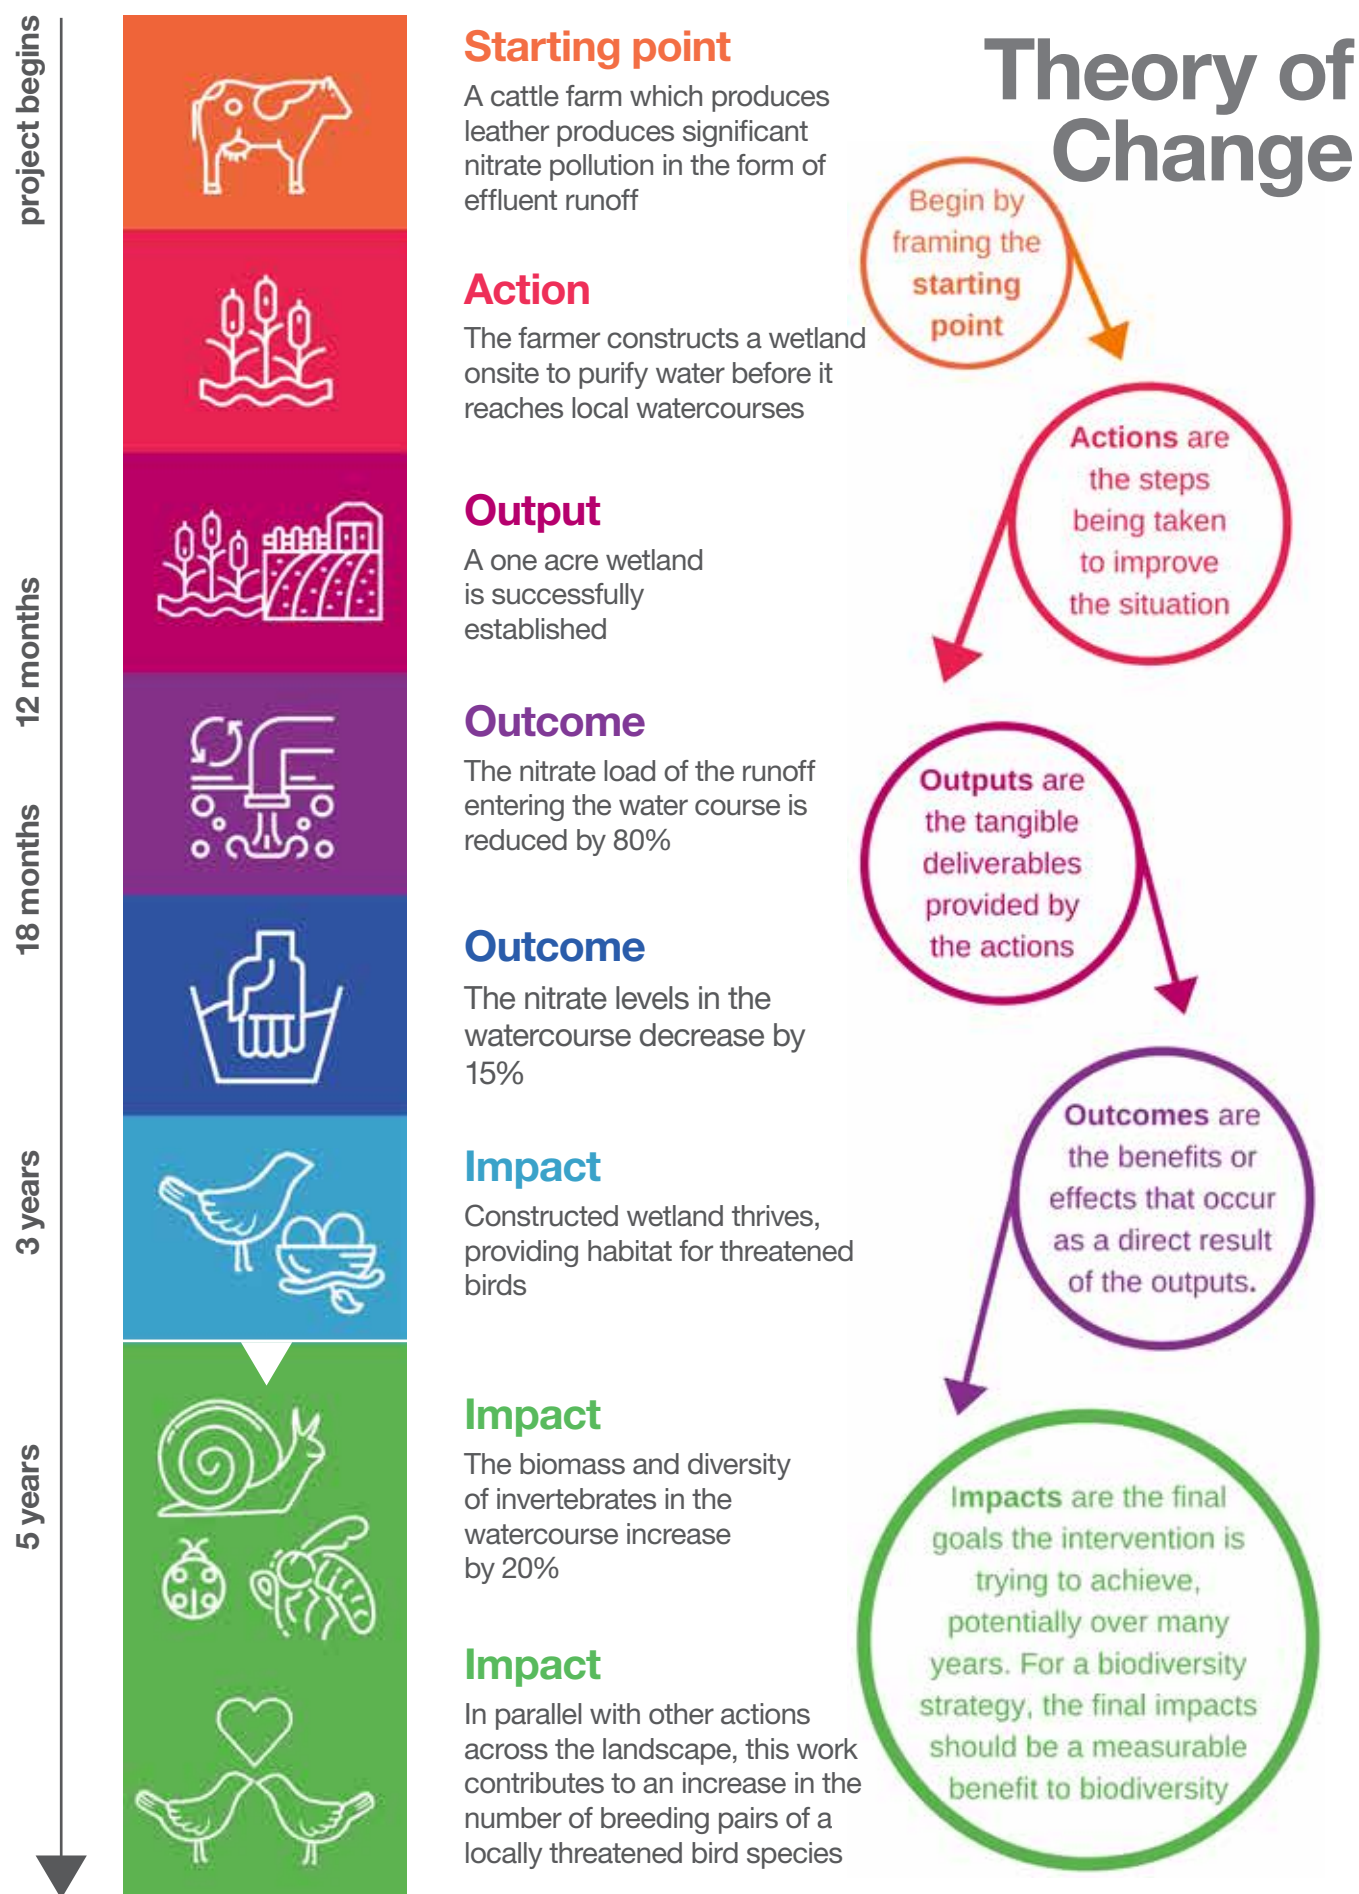 Theory of
Change
project begins
12 months
18 months
3 years
5 years
Starting point
A cattle farm which produces
leather produces significant
nitrate pollution in the form of
effluent runoff
Action
The farmer constructs a wetland
onsite to purify water before it
reaches local watercourses
Output
A one acre wetland
is successfully
established
Outcome
The nitrate load of the runoff
entering the water course is
reduced by 80%
Outcome
The nitrate levels in the
watercourse decrease by
15%
Impact
Constructed wetland thrives,
providing habitat for threatened
birds
Impact
The biomass and diversity
of invertebrates in the
watercourse increase
by 20%
Impact
In parallel with other actions
across the landscape, this work
contributes to an increase in the
number of breeding pairs of a
locally threatened bird species
Begin by
framing the
starting
point
Actions are
the steps
being taken
to improve
the situation
Outputs are
the tangible
deliverables
provided by
the actions
Outcomes are
the benefits or
effects that occur
as a direct result
of the outputs.
Impacts are the final
goals the intervention is
trying to achieve,
potentially over many
years. For a biodiversity
strategy, the final impacts
should be a measurable
benefit to biodiversity